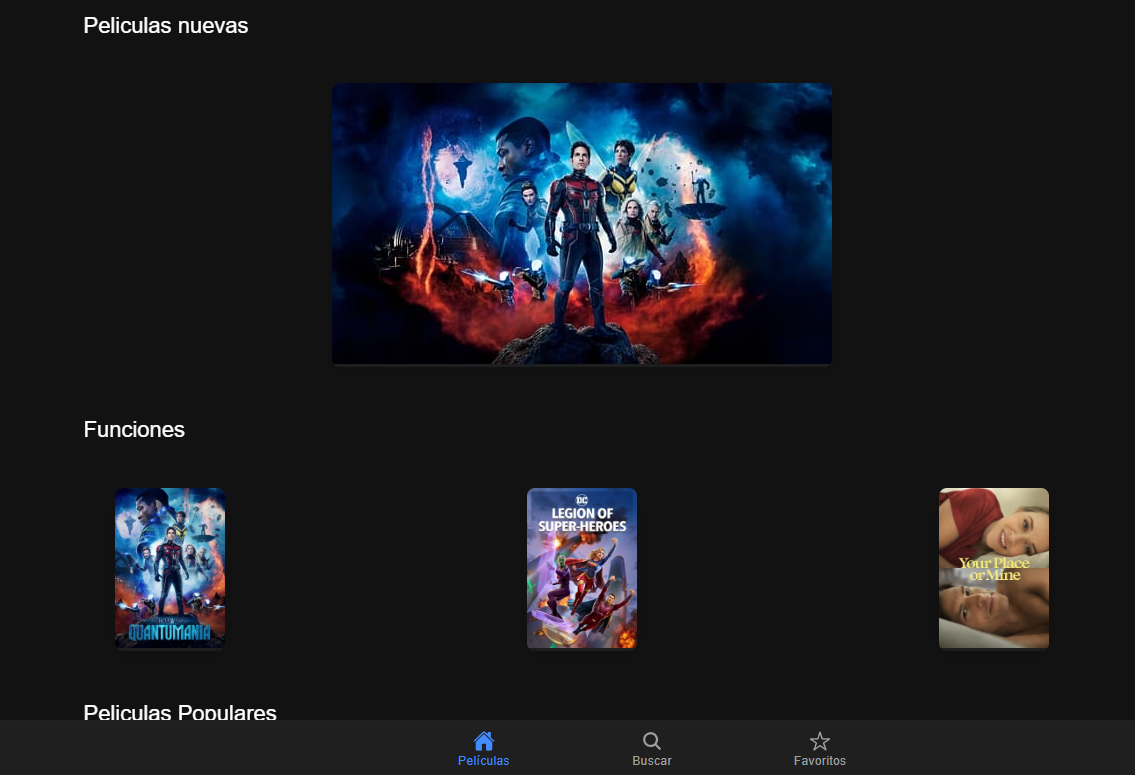 Peliculas nuevas
Funciones
QUANTUMANIA
DC
LEGION OF
SUPER-HEROES
Your Place
or Mine
Peliculas Populares
Películas
Buscar
Favoritos